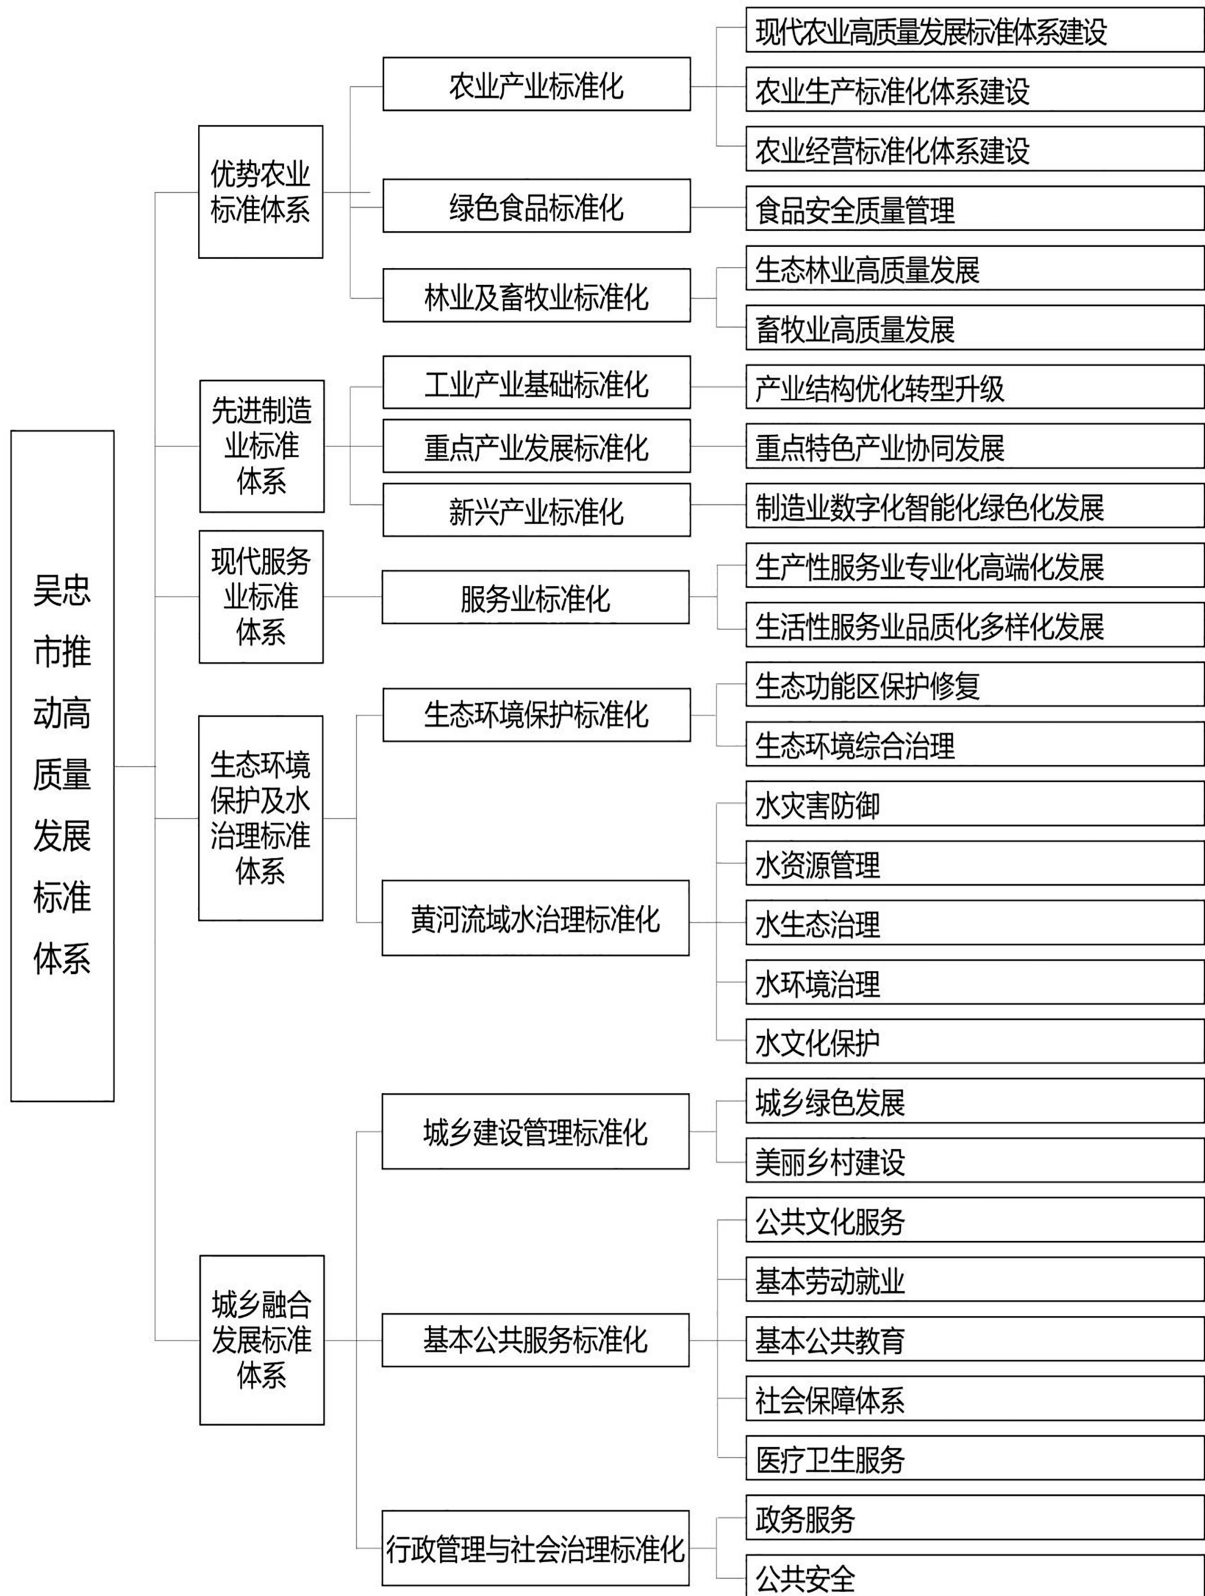 吴忠
市推
动高
质量
发展
标准
体系
优势农业
标准体系
农业产业标准化
现代农业高质量发展标准体系建设
农业生产标准化体系建设
农业经营标准化体系建设
绿色食品标准化
食品安全质量管理
林业及畜牧业标准化
生态林业高质量发展
畜牧业高质量发展
先进制造
业标准
体系
工业产业基础标准化
产业结构优化转型升级
重点产业发展标准化
重点特色产业协同发展
新兴产业标准化
制造业数字化智能化绿色化发展
现代服务
业标准
体系
服务业标准化
生产性服务业专业化高端化发展
生活性服务业品质化多样化发展
生态环境
保护及水
治理标准
体系
生态环境保护标准化
生态功能区保护修复
生态环境综合治理
黄河流域水治理标准化
水灾害防御
水资源管理
水生态治理
水环境治理
水文化保护
城乡融合
发展标准
体系
城乡建设管理标准化
城乡绿色发展
美丽乡村建设
基本公共服务标准化
公共文化服务
基本劳动就业
基本公共教育
社会保障体系
医疗卫生服务
行政管理与社会治理标准化
政务服务
公共安全